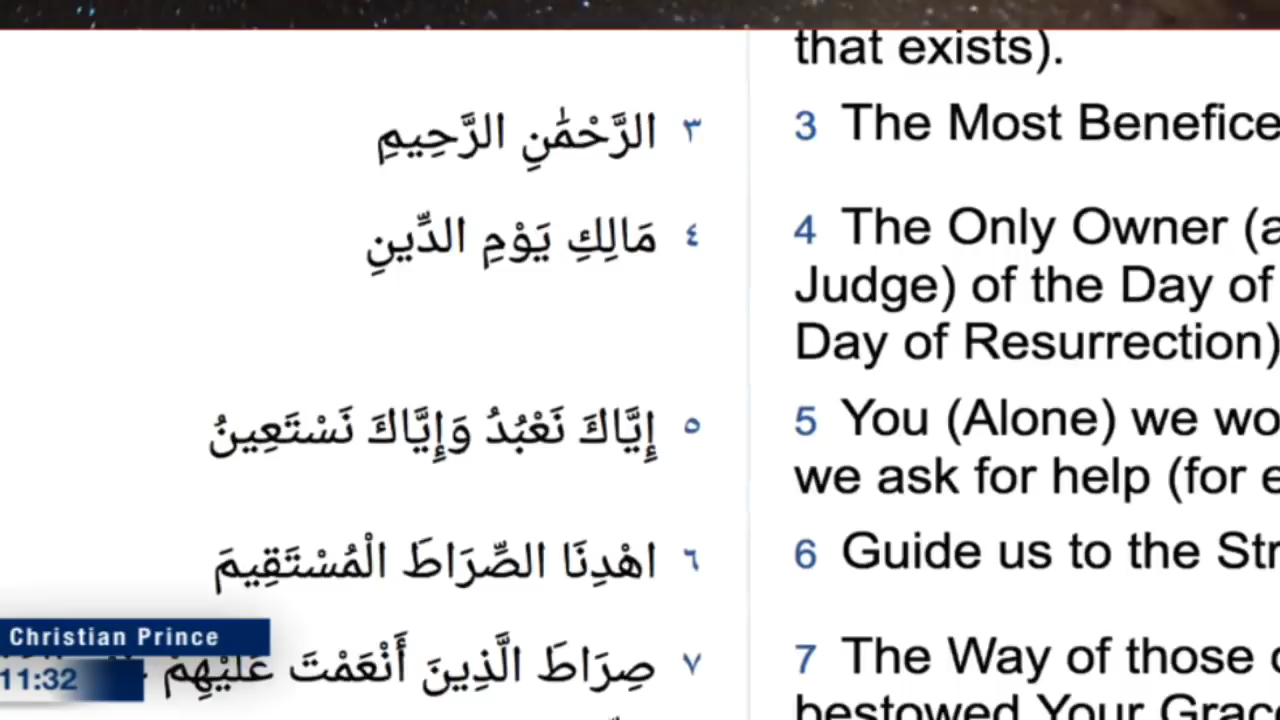 that exists).
الرَّحْمَٰنِ الرَّحِيمِ ٣
3 The Most Benefice
مَالِكِ يَوْمِ الدِّينِ ٤
4 The Only Owner (a
Judge) of the Day of
Day of Resurrection)
إِيَّاكَ نَعْبُدُ وَإِيَّاكَ نَسْتَعِينُ ٥
5 You (Alone) we wo
we ask for help (for e
اهْدِنَا الصِّرَاطَ الْمُسْتَقِيمَ ٦
6 Guide us to the Str
صِرَاطَ الَّذِينَ أَنْعَمْتَ عَلَيْهِمْ ٧
7 The Way of those
bestowed Your Grac
Christian Prince
11:32